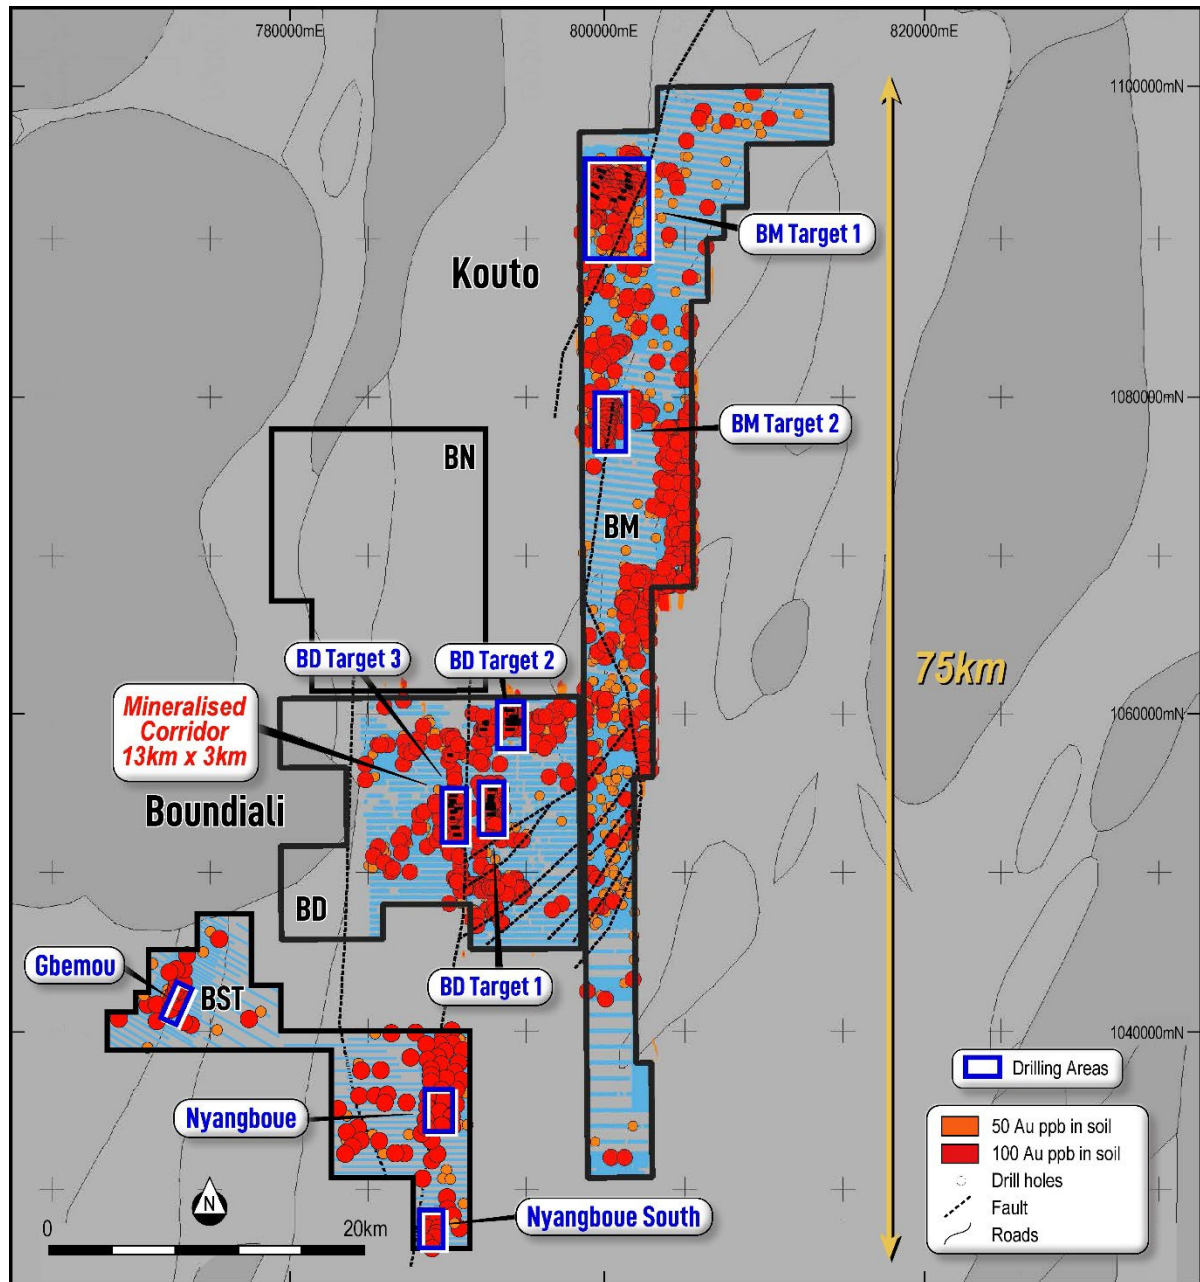 780000mE
800000mE
820000mE
1100000mN
BM Target 1
Kouto
1080000mN
BM Target 2
BN
BM
BD Target 3
BD Target 2
75km
Mineralised
Corridor
13km x 3km
1060000mN
Boundiali
BD
Gbemou
BST
BD Target 1
1040000mN
Drilling Areas
Nyangboue
50 Au ppb in soil
100 Au ppb in soil
Drill holes
Fault
Roads
N
Nyangboue South
0
20km